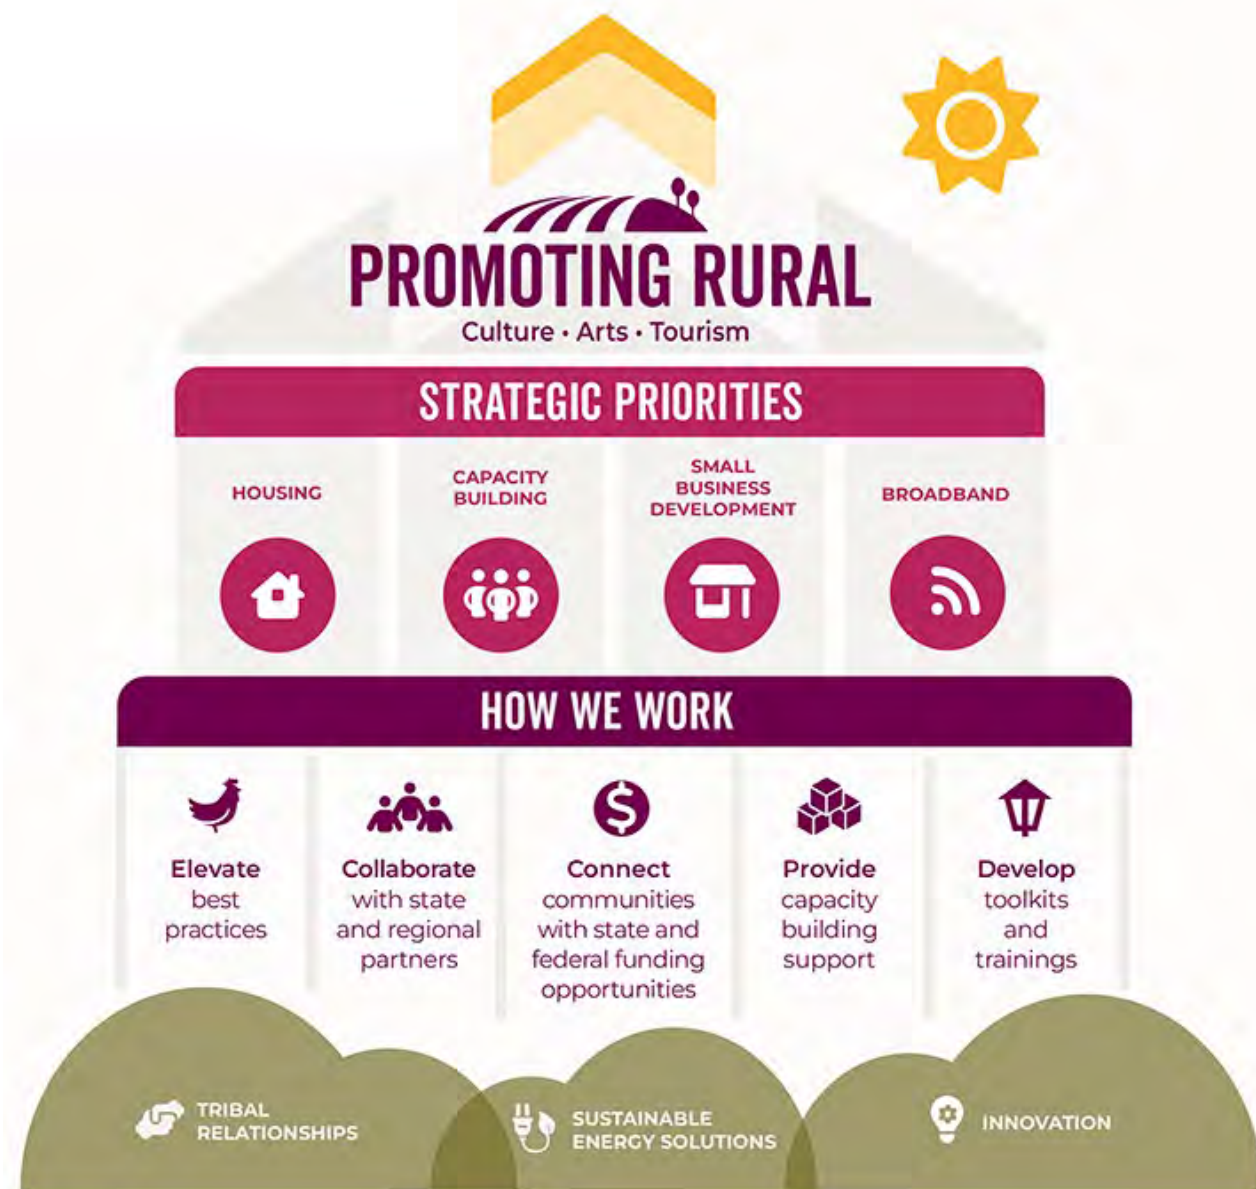 PROMOTING RURAL
Culture • Arts • Tourism
STRATEGIC PRIORITIES
HOUSING
CAPACITY
BUILDING
SMALL
BUSINESS
DEVELOPMENT
BROADBAND
HOW WE WORK
Elevate
best
practices
Collaborate
with state
and regional
partners
Connect
communities
with state and
federal funding
opportunities
Provide
capacity
building
support
Develop
toolkits
and
trainings
TRIBAL
RELATIONSHIPS
SUSTAINABLE
ENERGY SOLUTIONS
INNOVATION